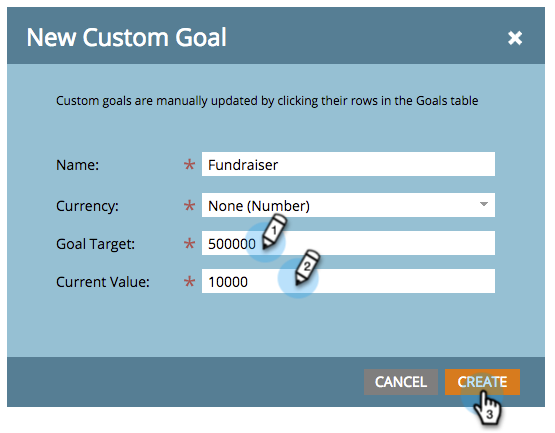 New Custom Goal
Custom goals are manually updated by clicking their rows in the Goals table
Name: * Fundraiser
Currency: * None (Number)
Goal Target: * 500000 1
Current Value: * 10000 2
CANCEL CREATE
3